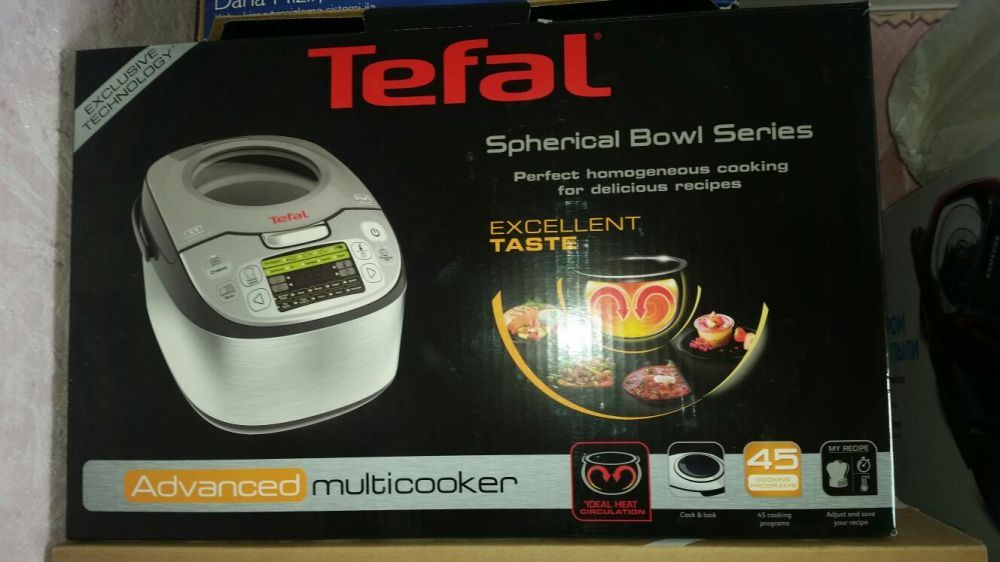 EXCLUSIVE
TECHNOLOGY
Tefal
Spherical Bowl Series
Perfect homogeneous cooking
for delicious recipes
EXCELLENT
TASTE
Tefal
Advanced multicooker
IDEAL HEAT
CIRCULATION
Cook & look
45
COOKING
PROGRAMS
45 cooking
programs
MY RECIPE
Adjust and save
your recipe